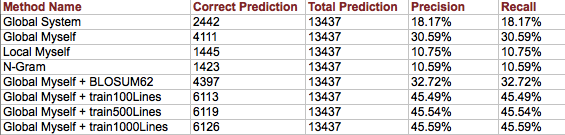 Method Name Correct Prediction Total Prediction Precision Recall
Global System 2442 13437 18.17% 18.17%
Global Myself 4111 13437 30.59% 30.59%
Local Myself 1445 13437 10.75% 10.75%
N-Gram 1423 13437 10.59% 10.59%
Global Myself + BLOSUM62 4397 13437 32.72% 32.72%
Global Myself + train100Lines 6113 13437 45.49% 45.49%
Global Myself + train500Lines 6119 13437 45.54% 45.54%
Global Myself + train1000Lines 6126 13437 45.59% 45.59%